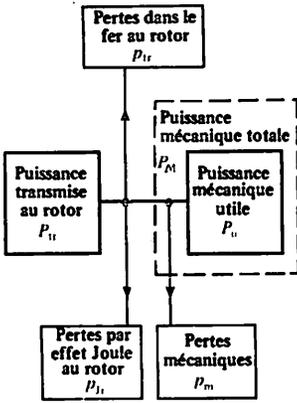 Pertes dans le
fer au rotor
pfr
Puissance
mécanique totale
PM
Puissance
transmise
au rotor
Ptr
Puissance
mécanique
utile
Pu
Pertes par
effet Joule
au rotor
pJr
Pertes
mécaniques
pm